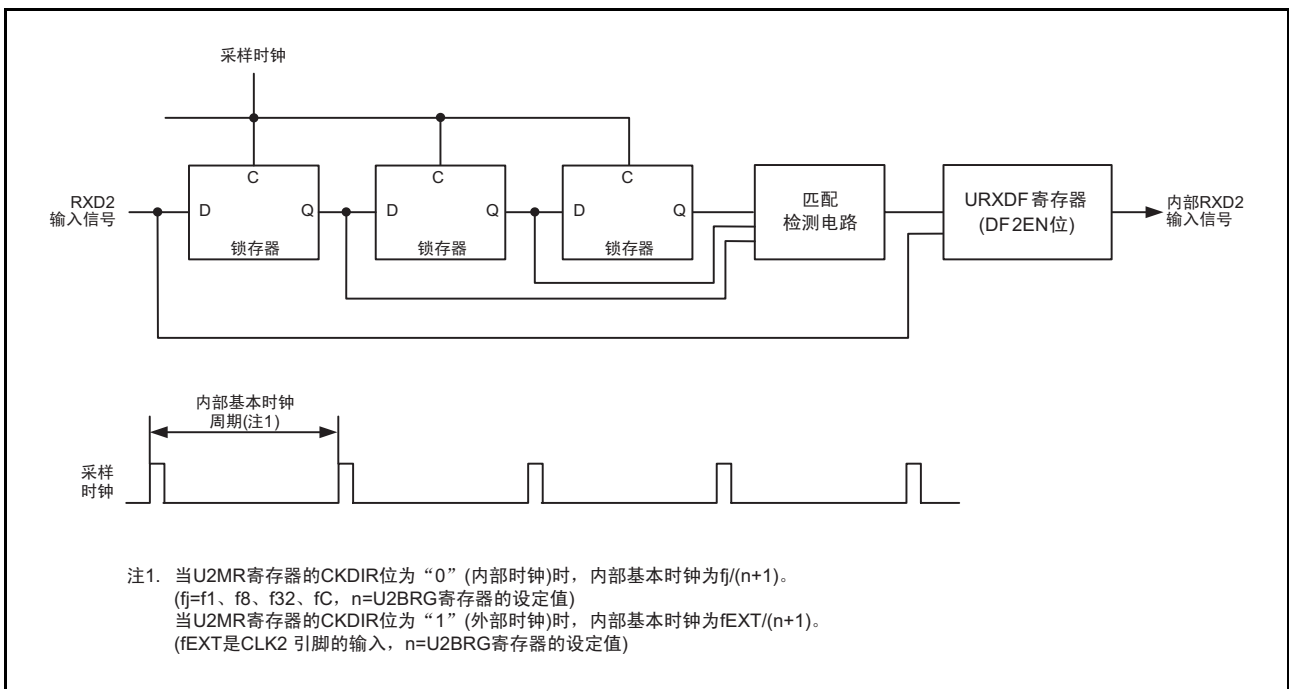 采样时钟
RXD2
输入信号
C
D
Q
锁存器
C
D
Q
锁存器
C
D
Q
锁存器
匹配
检测电路
URXDF寄存器
(DF2EN位)
内部RXD2
输入信号
内部基本时钟
周期(注1)
采样
时钟
注1. 当U2MR寄存器的CKDIR位为“0”(内部时钟)时，内部基本时钟为fj/(n+1)。
(fj=f1、f8、f32、fC，n=U2BRG寄存器的设定值)
当U2MR寄存器的CKDIR位为“1”(外部时钟)时，内部基本时钟为fEXT/(n+1)。
(fEXT是CLK2 引脚的输入，n=U2BRG寄存器的设定值)